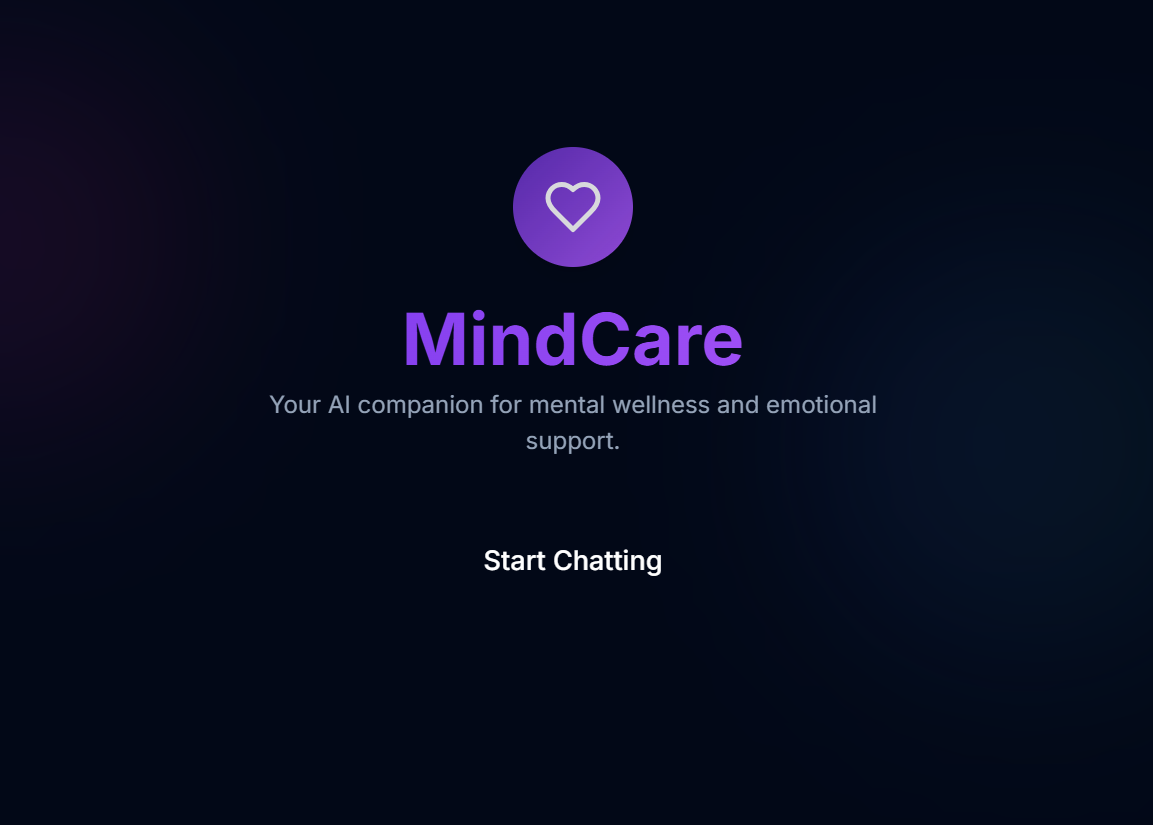 MindCare
Your AI companion for mental wellness and emotional
support.
Start Chatting